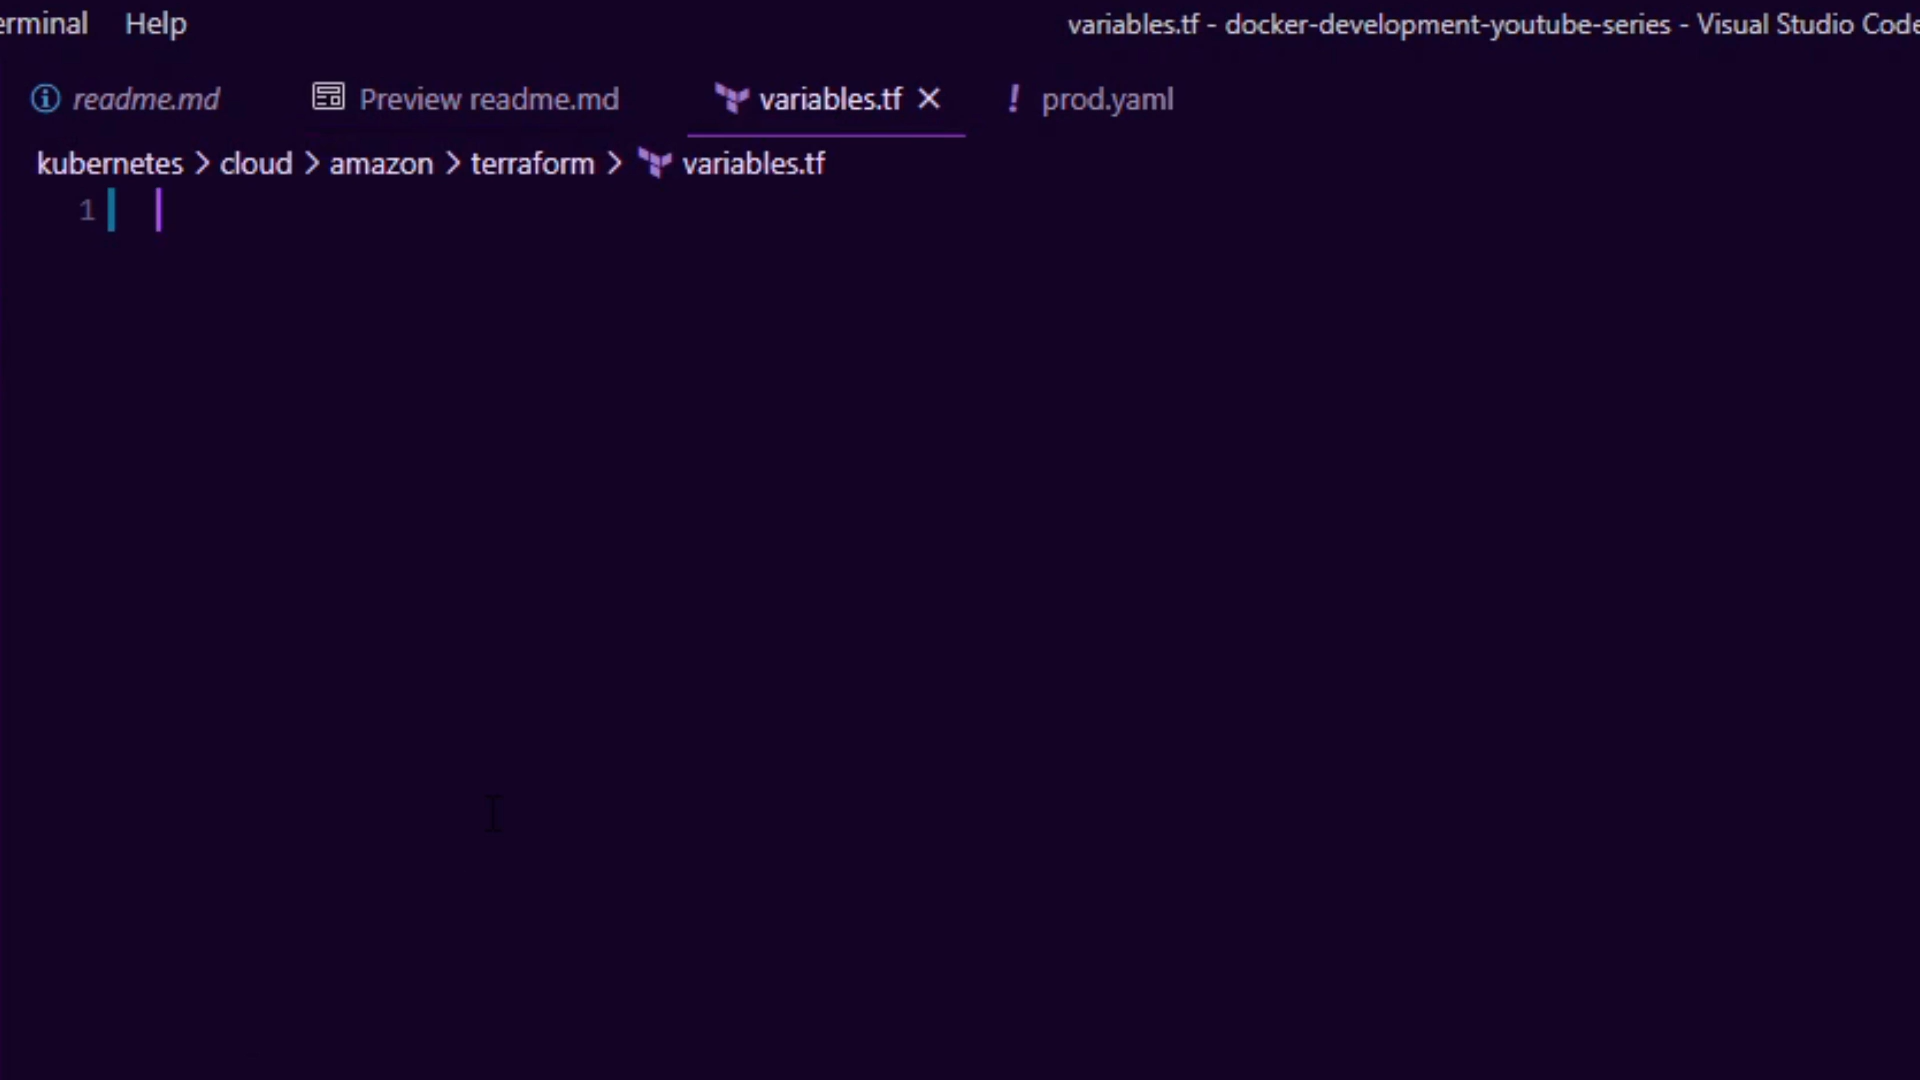 erminal Help variables.tf - docker-development-youtube-series - Visual Studio Code
readme.md Preview readme.md variables.tf prod.yaml
kubernetes > cloud > amazon > terraform > variables.tf
1